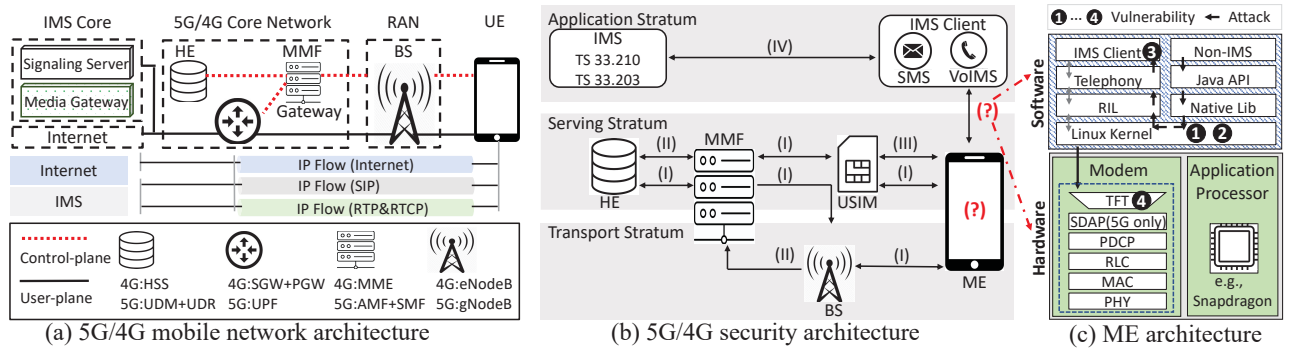 IMS Core
5G/4G Core Network
RAN
UE
HE
MMF
BS
Signaling Server
Media Gateway
Gateway
Internet
Internet
IP Flow (Internet)
IMS
IP Flow (SIP)
IP Flow (RTP&RTCP)
Control-plane
User-plane
4G:HSS
5G:UDM+UDR
4G:SGW+PGW
5G:UPF
4G:MME
5G:AMF+SMF
4G:eNodeB
5G:gNodeB
(a) 5G/4G mobile network architecture
Application Stratum
IMS
TS 33.210
TS 33.203
(IV)
IMS Client
SMS
VoIMS
(?)
Serving Stratum
MMF
(II)
(I)
(III)
(I)
(I)
(I)
HE
USIM
(?)
Transport Stratum
(II)
(I)
BS
ME
(b) 5G/4G security architecture
1 ... 4 Vulnerability
Attack
Software
IMS Client 3
Non-IMS
Telephony
Java API
RIL
Native Lib
Linux Kernel
1 2
Hardware
Modem
TFT 4
SDAP(5G only)
PDCP
RLC
MAC
PHY
Application
Processor
e.g.,
Snapdragon
(c) ME architecture